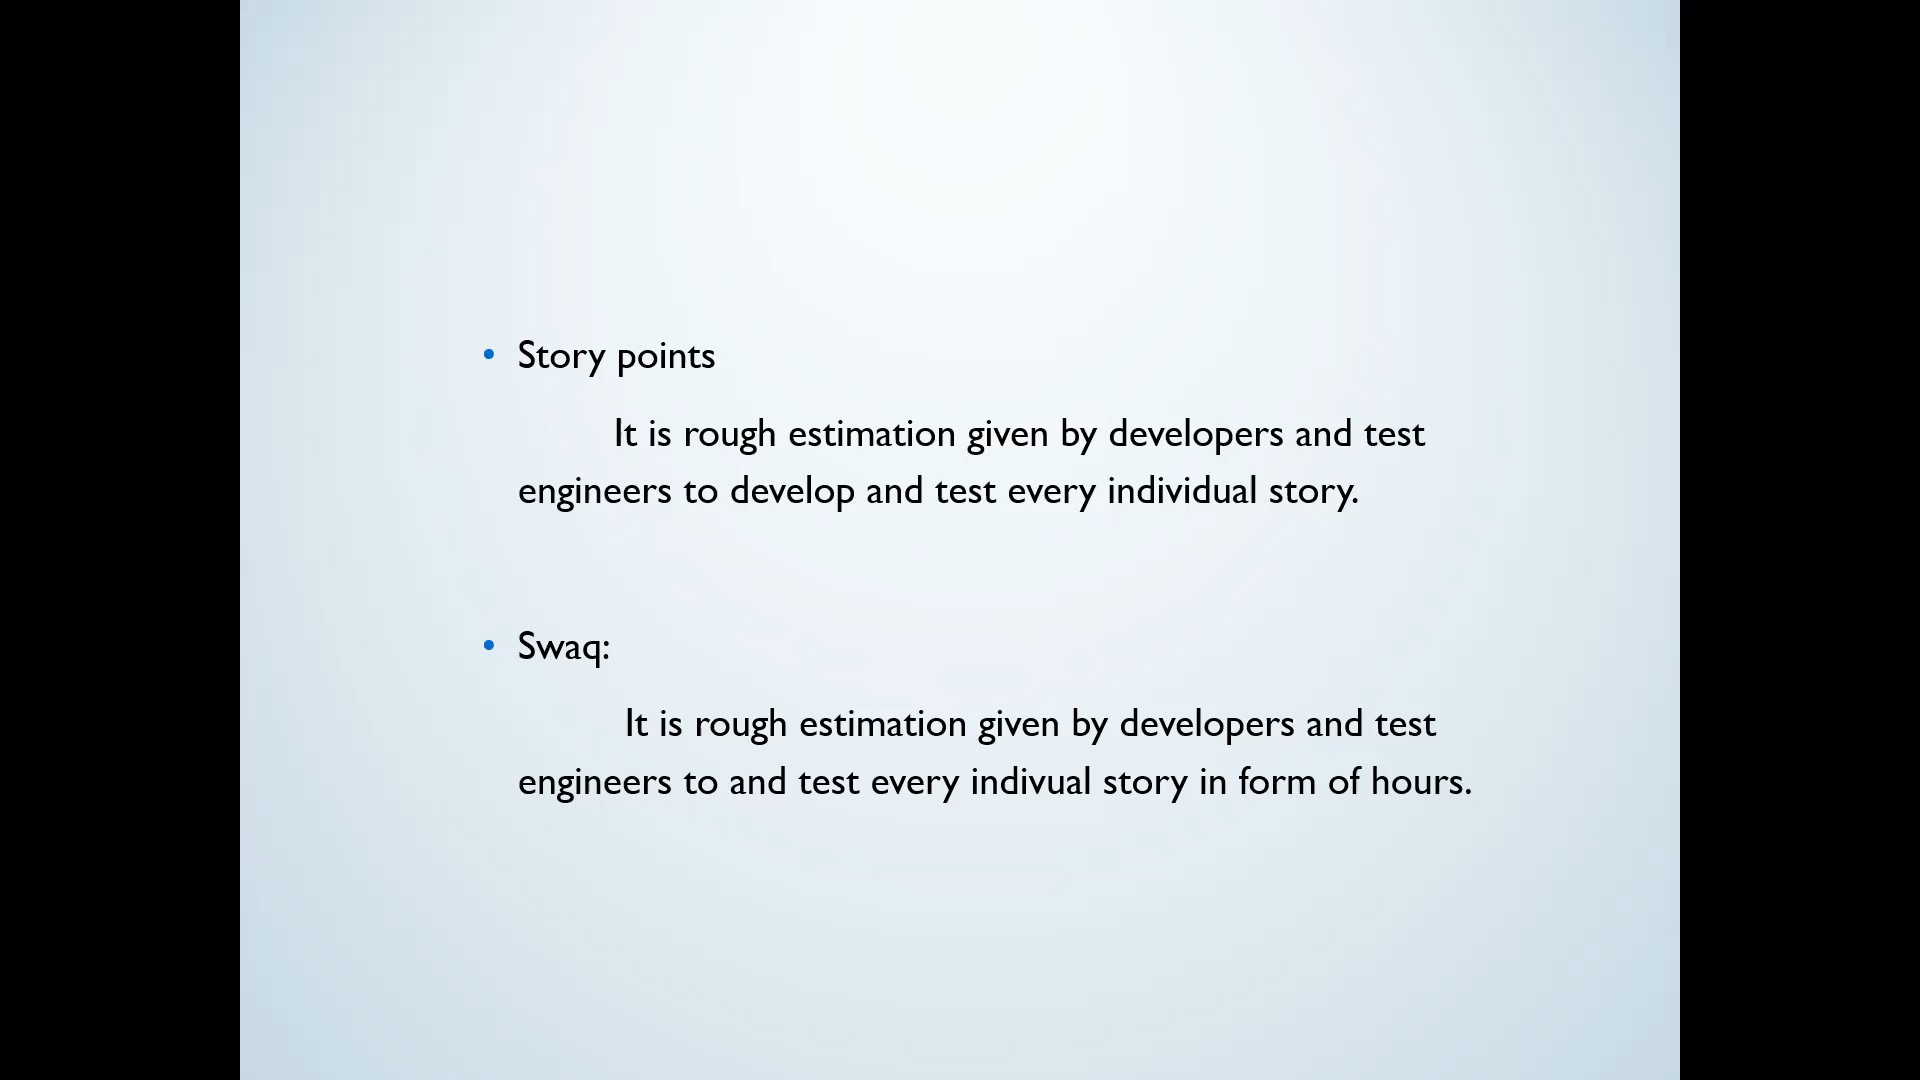 • Story points
It is rough estimation given by developers and test
engineers to develop and test every individual story.
• Swaq:
It is rough estimation given by developers and test
engineers to and test every indivual story in form of hours.